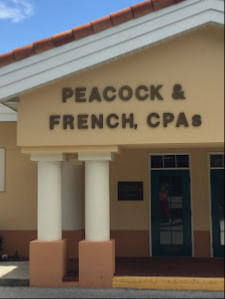 PEACOCK &
FRENCH, CPAs